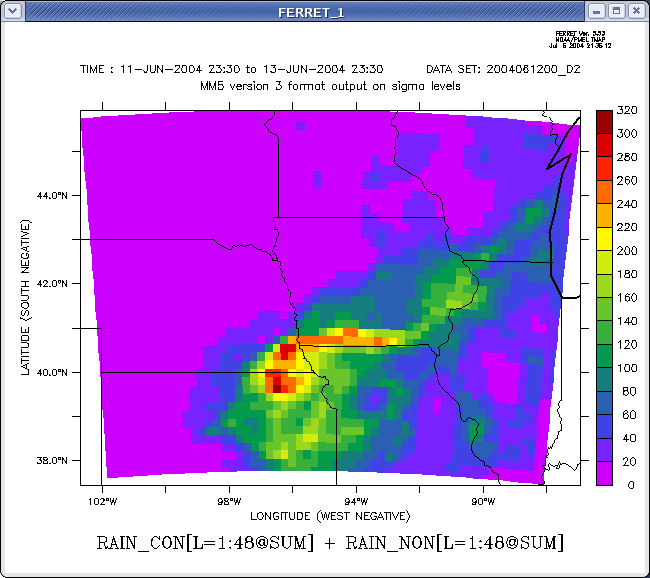 FERRET_1
FERRET Ver. 5.53
NOAA/PMEL TMAP
Jul 6 2004 21:35:12
TIME : 11-JUN-2004 23:30 to 13-JUN-2004 23:30 DATA SET: 2004061200_D2
MM5 version 3 format output on sigma levels
320
300
280
260
240
220
200
180
160
140
120
100
80
60
40
20
0
LATITUDE (SOUTH NEGATIVE)
44.0°N
42.0°N
40.0°N
38.0°N
102°W 98°W 94°W 90°W
LONGITUDE (WEST NEGATIVE)
RAIN_CON[L=1:48@SUM] + RAIN_NON[L=1:48@SUM]